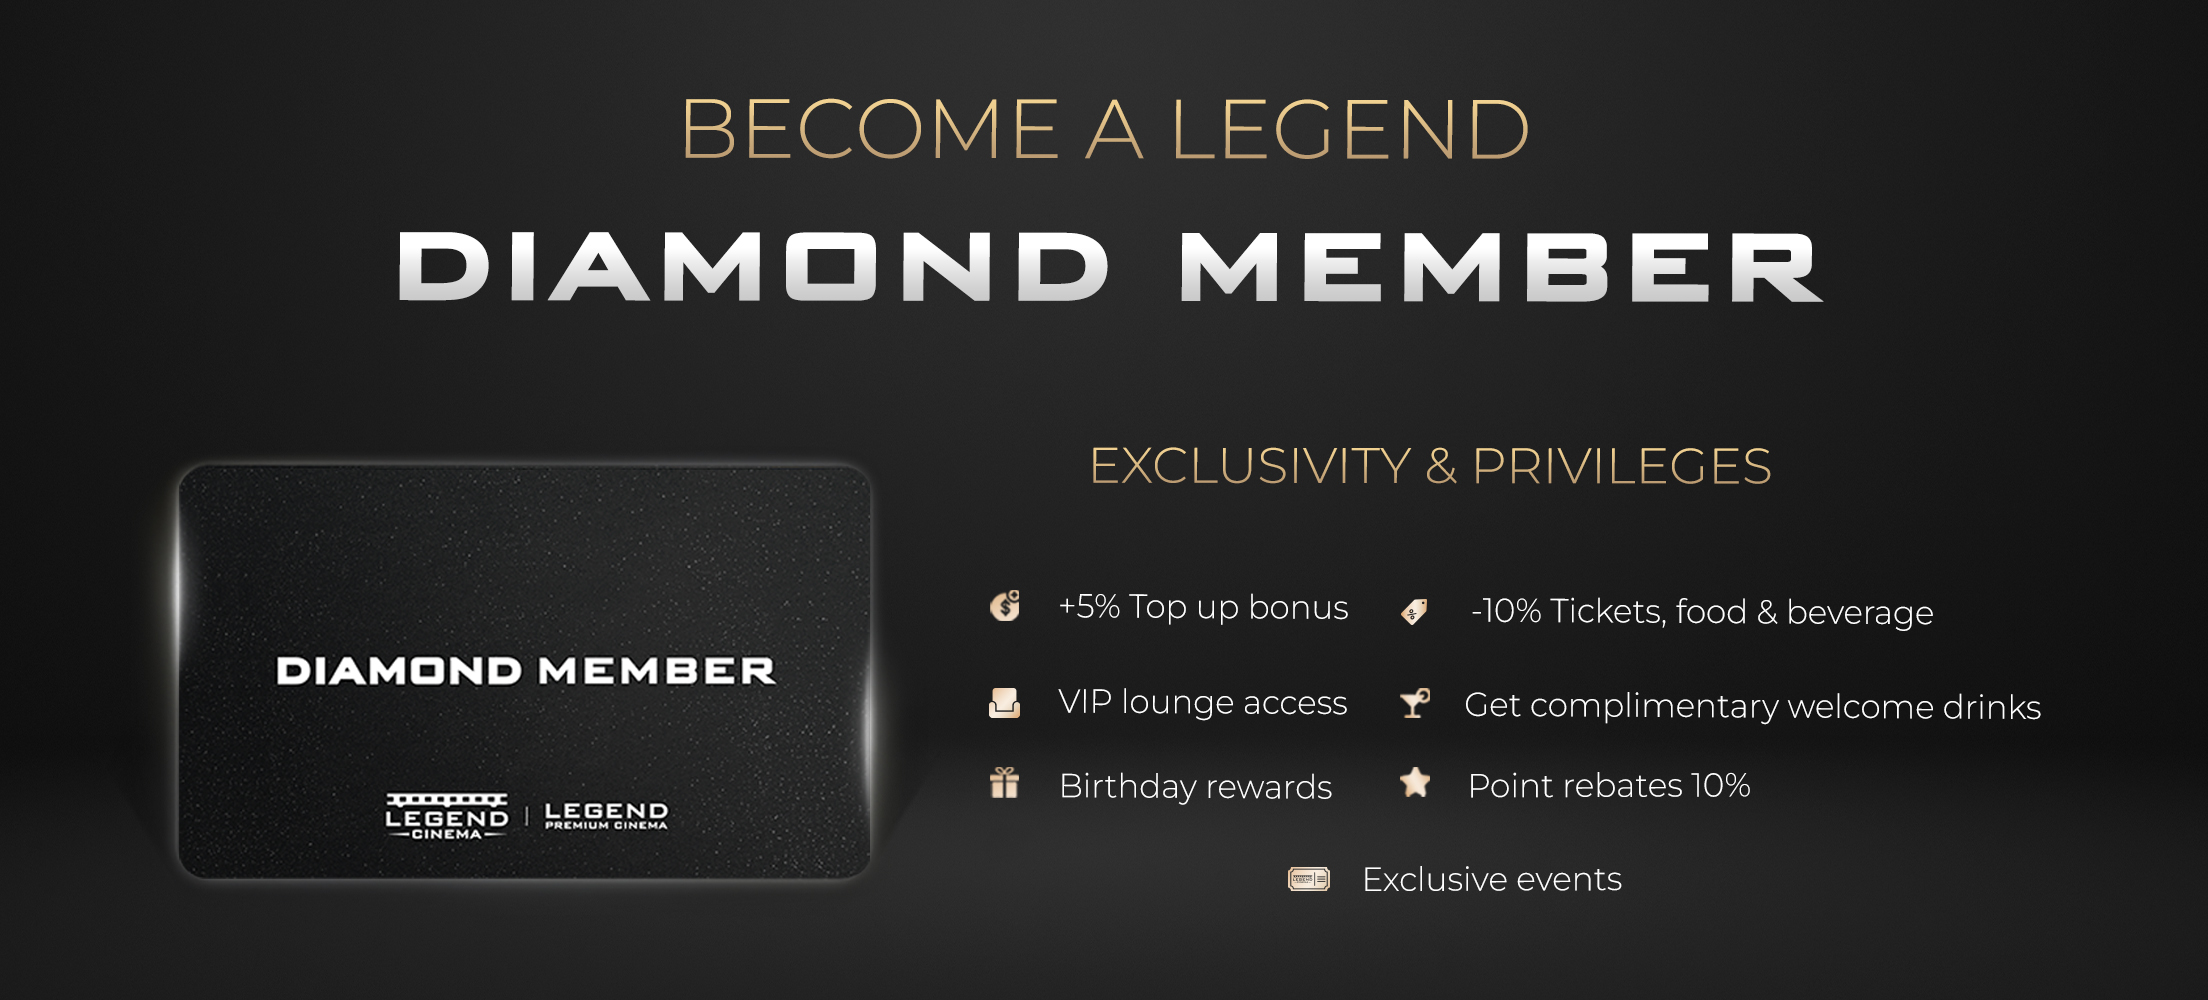 BECOME A LEGEND
DIAMOND MEMBER
DIAMOND MEMBER
LEGEND
CINEMA
LEGEND
PREMIUM CINEMA
EXCLUSIVITY & PRIVILEGES
+5% Top up bonus
-10% Tickets, food & beverage
VIP lounge access
Get complimentary welcome drinks
Birthday rewards
Point rebates 10%
Exclusive events